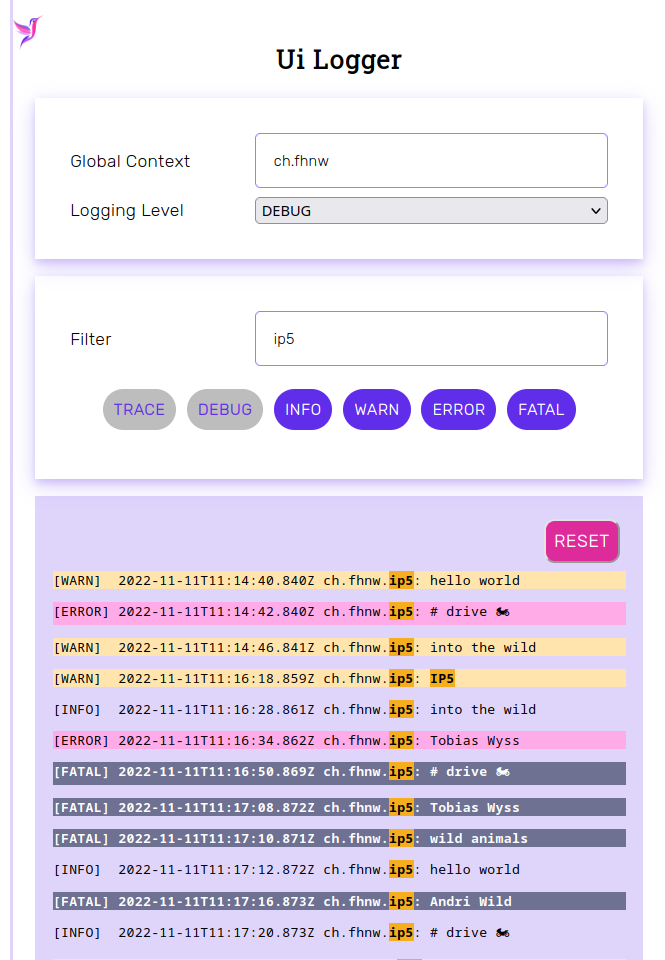 Ui Logger
Global Context
ch.fhnw
Logging Level
DEBUG
Filter
ip5
TRACE DEBUG INFO WARN ERROR FATAL
RESET
[WARN]  2022-11-11T11:14:40.840Z ch.fhnw.ip5: hello world
[ERROR] 2022-11-11T11:14:42.840Z ch.fhnw.ip5: # drive 🏍
[WARN]  2022-11-11T11:14:46.841Z ch.fhnw.ip5: into the wild
[WARN]  2022-11-11T11:16:18.859Z ch.fhnw.ip5: IP5
[INFO]  2022-11-11T11:16:28.861Z ch.fhnw.ip5: into the wild
[ERROR] 2022-11-11T11:16:34.862Z ch.fhnw.ip5: Tobias Wyss
[FATAL] 2022-11-11T11:16:50.869Z ch.fhnw.ip5: # drive 🏍
[FATAL] 2022-11-11T11:17:08.872Z ch.fhnw.ip5: Tobias Wyss
[FATAL] 2022-11-11T11:17:10.871Z ch.fhnw.ip5: wild animals
[INFO]  2022-11-11T11:17:12.872Z ch.fhnw.ip5: hello world
[FATAL] 2022-11-11T11:17:16.873Z ch.fhnw.ip5: Andri Wild
[INFO]  2022-11-11T11:17:20.873Z ch.fhnw.ip5: # drive 🏍